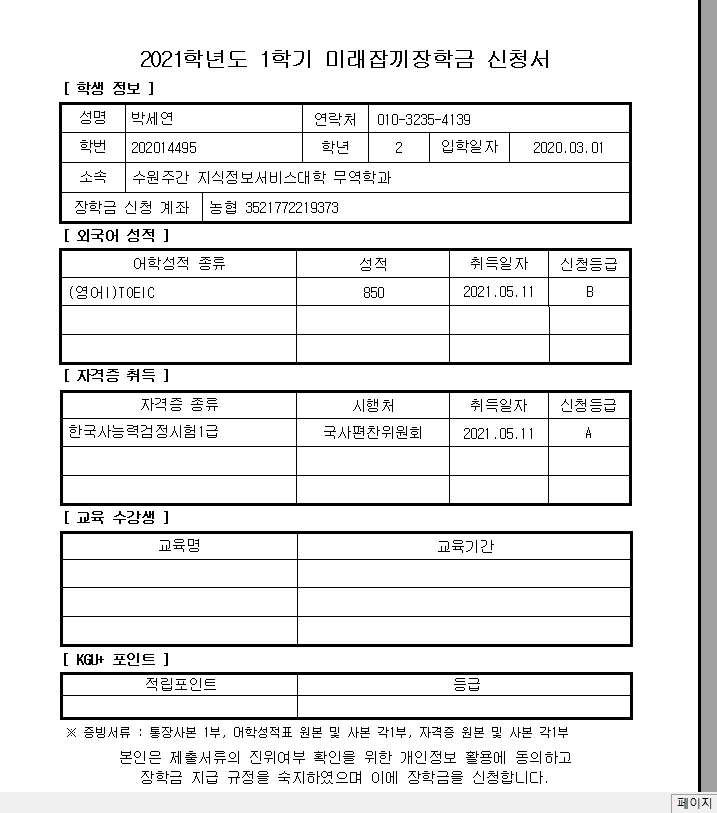 2021학년도 1학기 미래잡끼장학금 신청서
[ 학생 정보 ]
성명 박세연 연락처 010-3235-4139
학번 202014495 학년 2 입학일자 2020.03.01
소속 수원주간 지식정보서비스대학 무역학과
장학금 신청 계좌 농협 3521772219373
[ 외국어 성적 ]
어학성적 종류 성적 취득일자 신청등급
(영어I)TOEIC 850 2021.05.11 B
[ 자격증 취득 ]
자격증 종류 시행처 취득일자 신청등급
한국사능력검정시험1급 국사편찬위원회 2021.05.11 A
[ 교육 수강생 ]
교육명 교육기간
[ KGU+ 포인트 ]
적립포인트 등급
※ 증빙서류 : 통장사본 1부, 어학성적표 원본 및 사본 각1부, 자격증 원본 및 사본 각1부
본인은 제출서류의 진위여부 확인을 위한 개인정보 활용에 동의하고
장학금 지급 규정을 숙지하였으며 이에 장학금을 신청합니다.
페이지